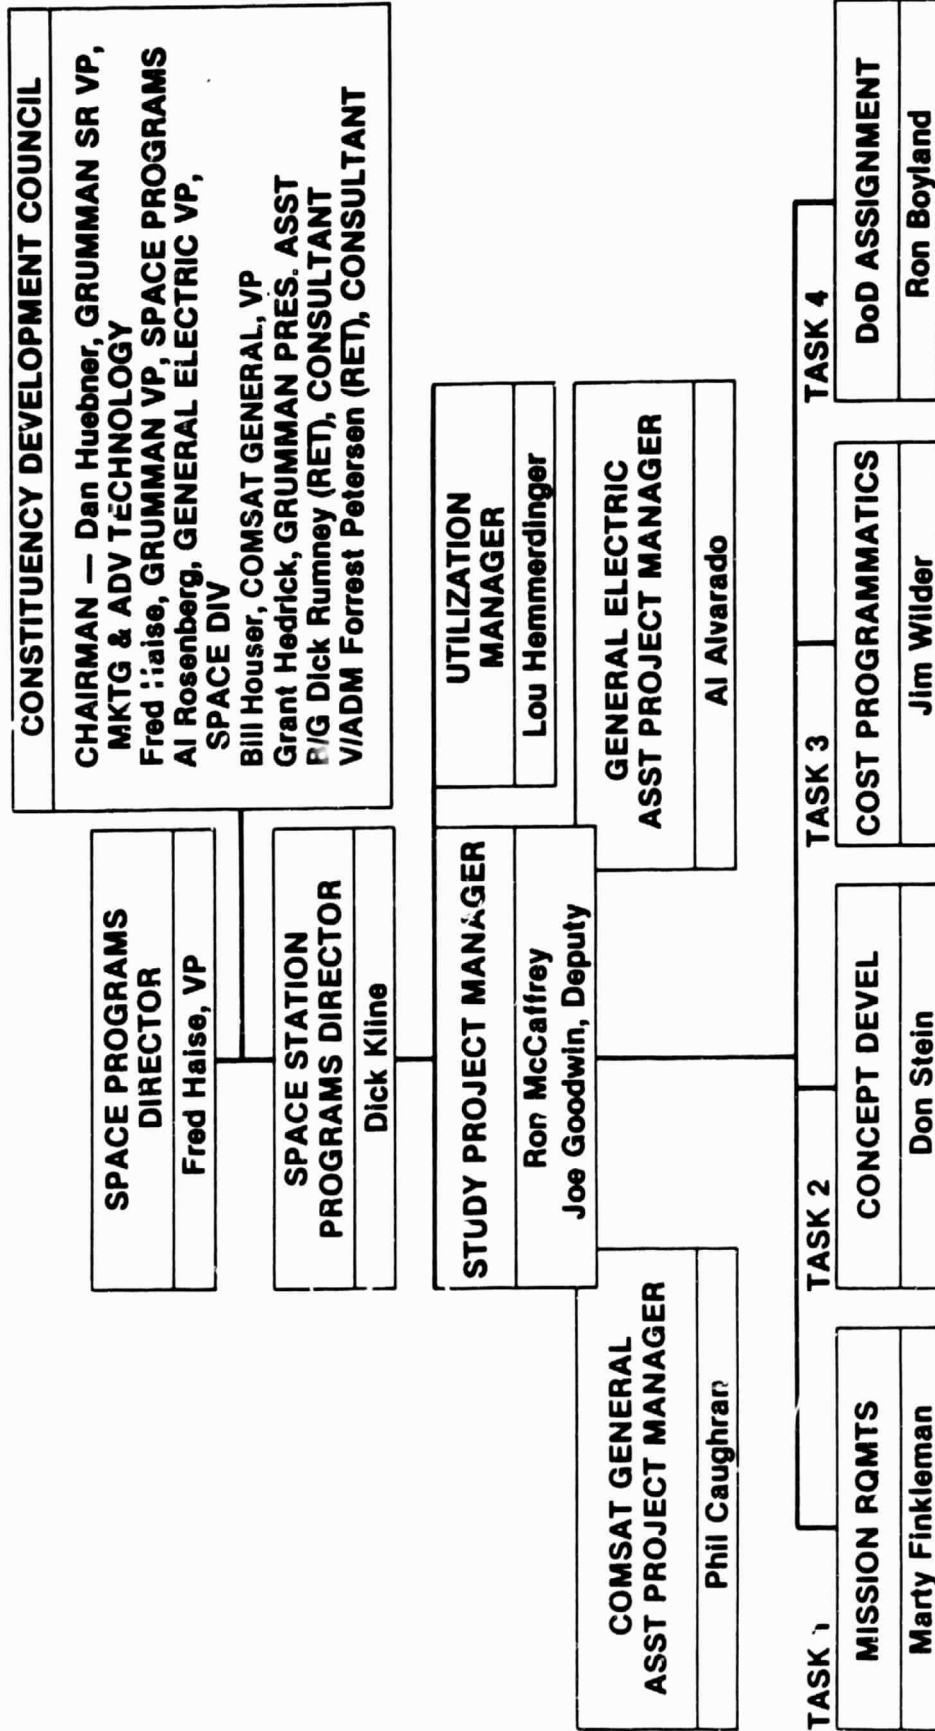 CONSTITUENCY DEVELOPMENT COUNCIL
CHAIRMAN — Dan Huebner, GRUMMAN SR VP,
MKTG & ADV TECHNOLOGY
Fred Haise, GRUMMAN VP, SPACE PROGRAMS
Al Rosenberg, GENERAL ELECTRIC VP,
SPACE DIV
Bill Houser, COMSAT GENERAL, VP
Grant Hedrick, GRUMMAN PRES. ASST
B/G Dick Rumney (RET), CONSULTANT
V/ADM Forrest Petersen (RET), CONSULTANT
SPACE PROGRAMS
DIRECTOR
Fred Haise, VP
SPACE STATION
PROGRAMS DIRECTOR
Dick Kline
STUDY PROJECT MANAGER
Ron McCaffrey
Joe Goodwin, Deputy
UTILIZATION
MANAGER
Lou Hemmerdinger
COMSAT GENERAL
ASST PROJECT MANAGER
Phil Caughran
GENERAL ELECTRIC
ASST PROJECT MANAGER
Al Alvarado
TASK 1
MISSION RQMTS
Marty Finkleman
TASK 2
CONCEPT DEVEL
Don Stein
TASK 3
COST PROGRAMMATICS
Jim Wilder
TASK 4
DoD ASSIGNMENT
Ron Boyland